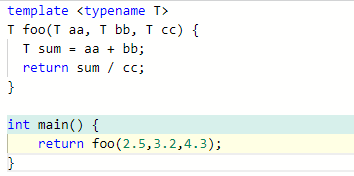 template <typename T>
T foo(T aa, T bb, T cc) {
  T sum = aa + bb;
  return sum / cc;
}

int main() {
    return foo(2.5,3.2,4.3);
}